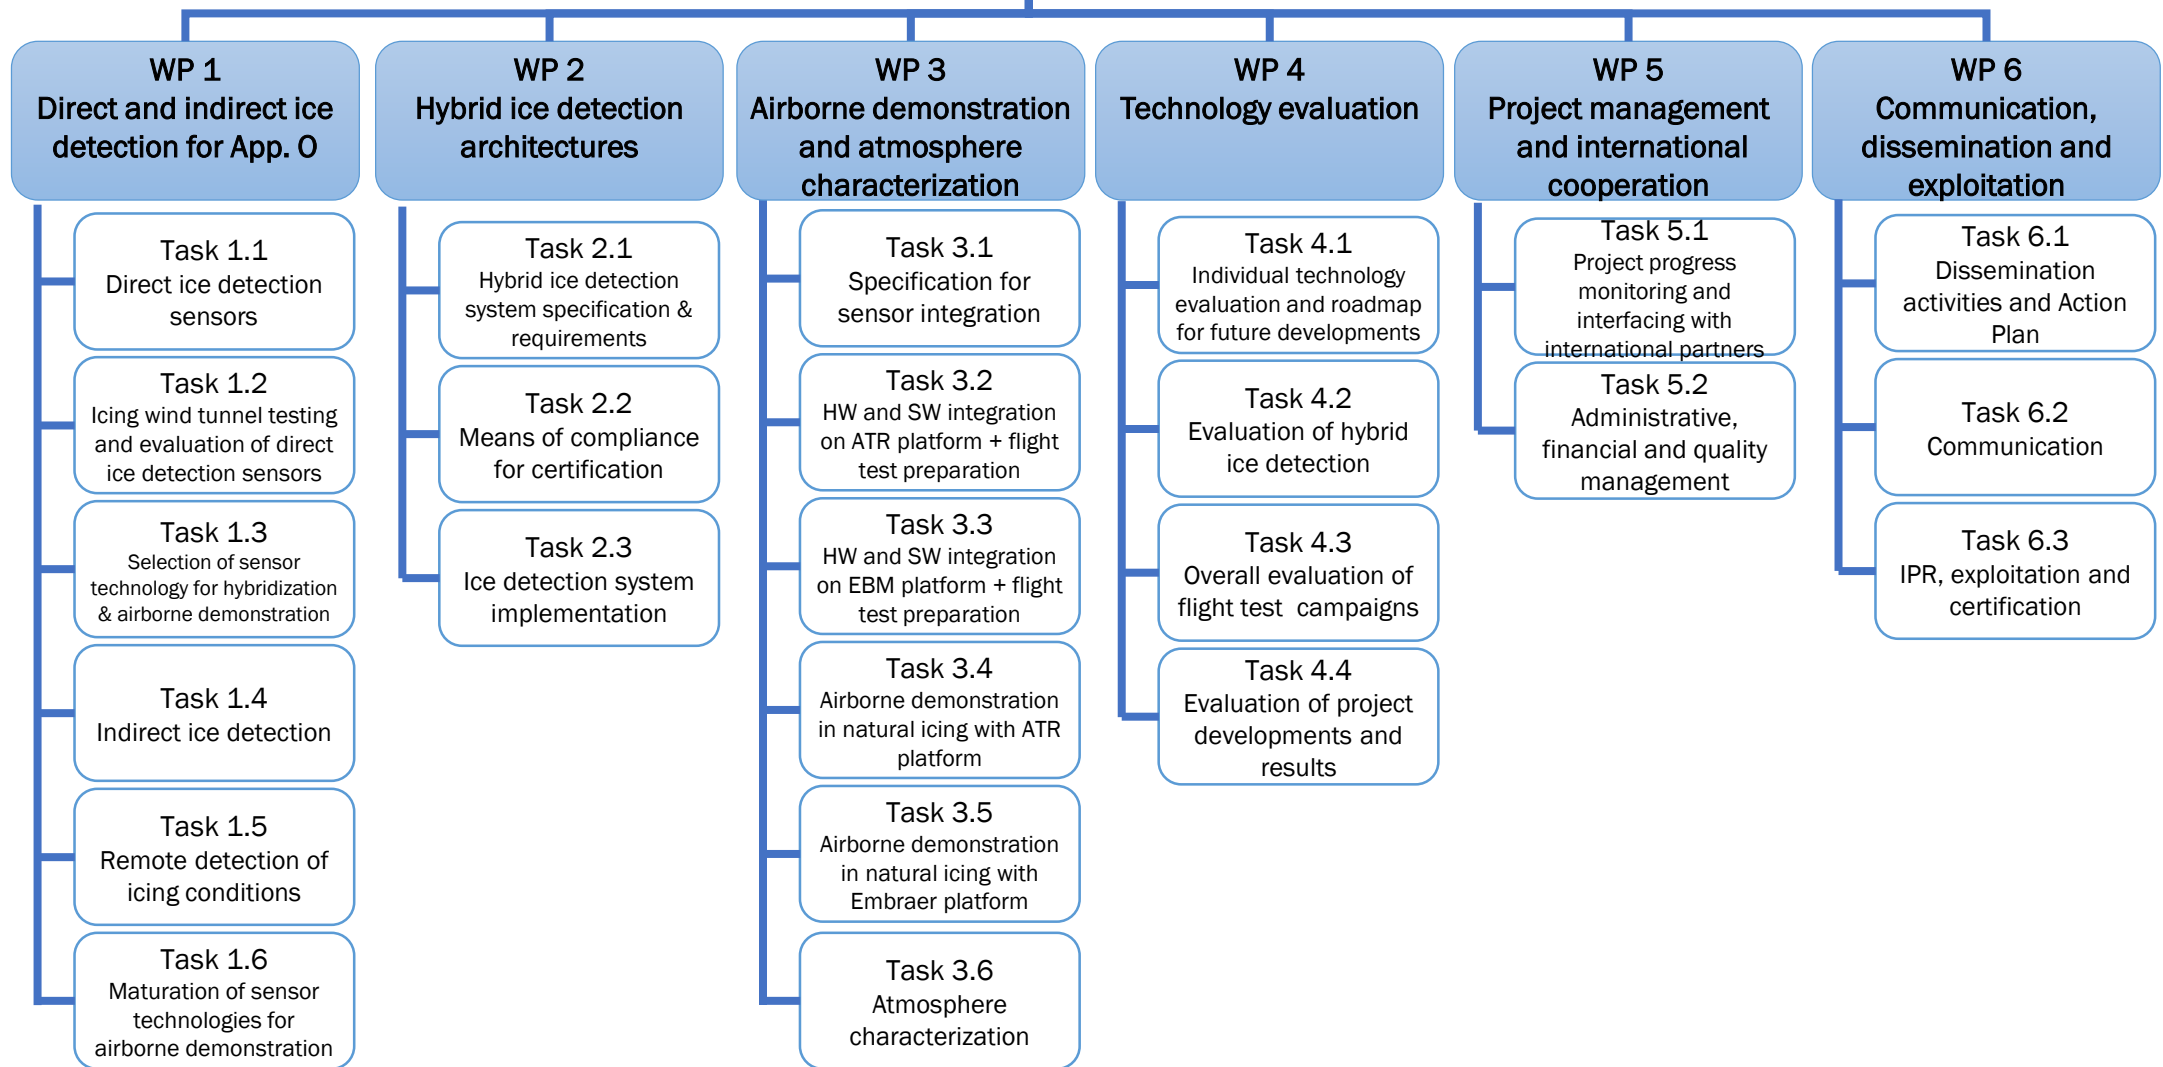 WP 1
Direct and indirect ice
detection for App. O
Task 1.1
Direct ice detection
sensors
Task 1.2
Icing wind tunnel testing
and evaluation of direct
ice detection sensors
Task 1.3
Selection of sensor
technology for hybridization
& airborne demonstration
Task 1.4
Indirect ice detection
Task 1.5
Remote detection of
icing conditions
Task 1.6
Maturation of sensor
technologies for
airborne demonstration
WP 2
Hybrid ice detection
architectures
Task 2.1
Hybrid ice detection
system specification &
requirements
Task 2.2
Means of compliance
for certification
Task 2.3
Ice detection system
implementation
WP 3
Airborne demonstration
and atmosphere
characterization
Task 3.1
Specification for
sensor integration
Task 3.2
HW and SW integration
on ATR platform + flight
test preparation
Task 3.3
HW and SW integration
on EBM platform + flight
test preparation
Task 3.4
Airborne demonstration
in natural icing with ATR
platform
Task 3.5
Airborne demonstration
in natural icing with
Embraer platform
Task 3.6
Atmosphere
characterization
WP 4
Technology evaluation
Task 4.1
Individual technology
evaluation and roadmap
for future developments
Task 4.2
Evaluation of hybrid
ice detection
Task 4.3
Overall evaluation of
flight test  campaigns
Task 4.4
Evaluation of project
developments and
results
WP 5
Project management
and international
cooperation
Task 5.1
Project progress
monitoring and
interfacing with
international partners
Task 5.2
Administrative,
financial and quality
management
WP 6
Communication,
dissemination and
exploitation
Task 6.1
Dissemination
activities and Action
Plan
Task 6.2
Communication
Task 6.3
IPR, exploitation and
certification